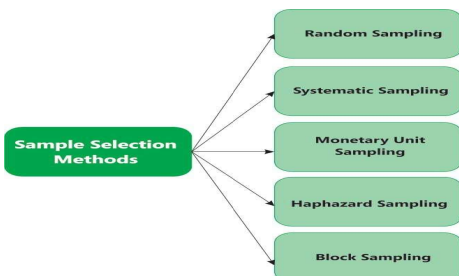 Sample Selection
Methods
Random Sampling
Systematic Sampling
Monetary Unit
Sampling
Haphazard Sampling
Block Sampling